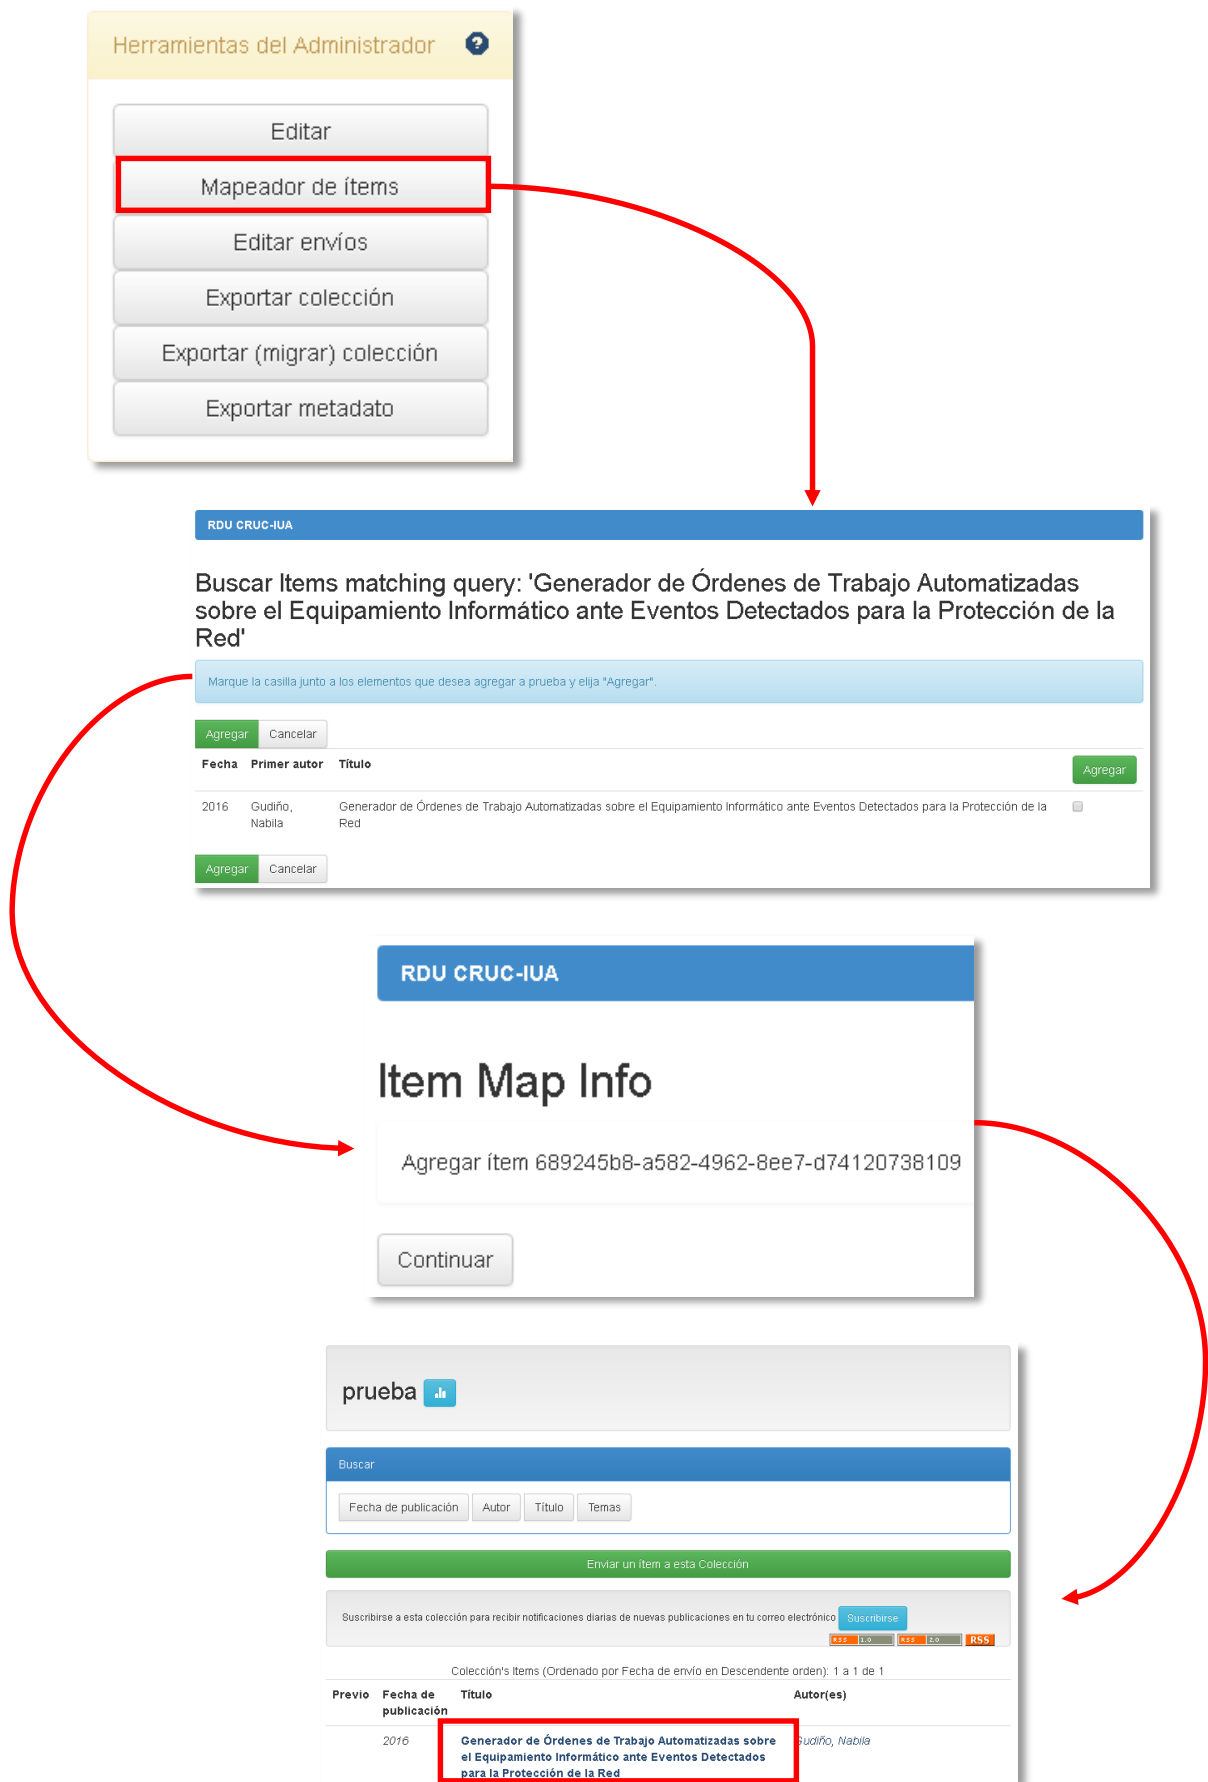 Herramientas del Administrador
Editar
Mapeador de ítems
Editar envíos
Exportar colección
Exportar (migrar) colección
Exportar metadato
RDU CRUC-IUA
Buscar Items matching query: 'Generador de Órdenes de Trabajo Automatizadas
sobre el Equipamiento Informático ante Eventos Detectados para la Protección de la
Red'
Marque la casilla junto a los elementos que desea agregar a prueba y elija "Agregar".
Agregar Cancelar
Fecha Primer autor Título Agregar
2016 Gudiño, Generador de Órdenes de Trabajo Automatizadas sobre el Equipamiento Informático ante Eventos Detectados para la Protección de la
Nabila Red
Agregar Cancelar
RDU CRUC-IUA
Item Map Info
Agregar ítem 689245b8-a582-4962-8ee7-d74120738109
Continuar
prueba
Buscar
Fecha de publicación Autor Título Temas
Enviar un ítem a esta Colección
Suscribirse a esta colección para recibir notificaciones diarias de nuevas publicaciones en tu correo electrónico Suscribirse
RSS 1.0 RSS 2.0 RSS
Colección's Items (Ordenado por Fecha de envío en Descendente orden): 1 a 1 de 1
Previo Fecha de Título Autor(es)
publicación
2016 Generador de Órdenes de Trabajo Automatizadas sobre Gudiño, Nabila
el Equipamiento Informático ante Eventos Detectados
para la Protección de la Red